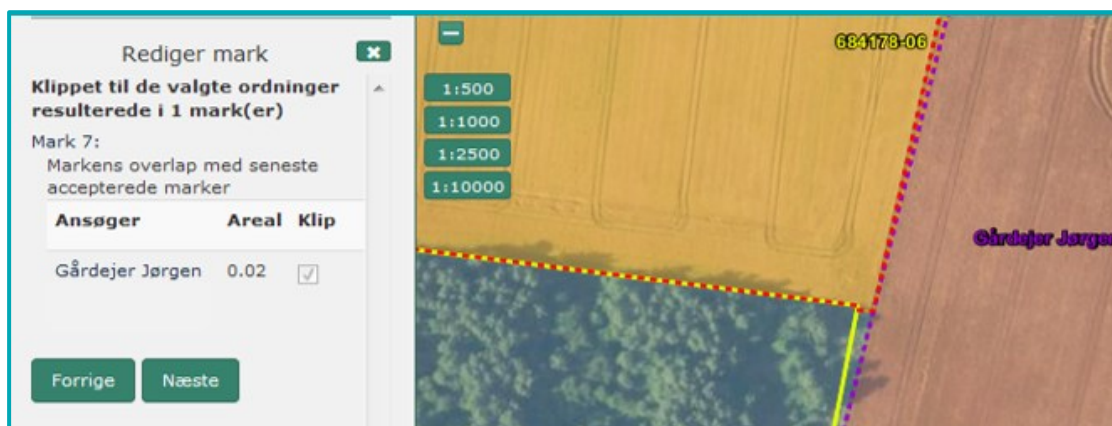 Rediger mark
Klippet til de valgte ordninger
resulterede i 1 mark(er)
Mark 7:
Markens overlap med seneste
accepterede marker
Ansøger Areal Klip
Gårdejer Jørgen 0.02
Forrige Næste
1:500
1:1000
1:2500
1:10000
684178-06
Gårdejer Jørgen